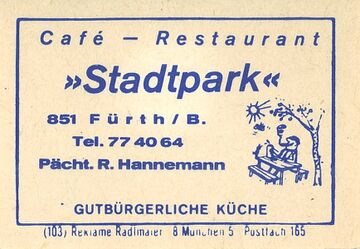 Café – Restaurant
»Stadtpark«
851 Fürth/B.
Tel. 77 40 64
Pächt. R. Hannemann
GUTBÜRGERLICHE KÜCHE
(103) Reklame Radlmaier 8 München 5 Postfach 165